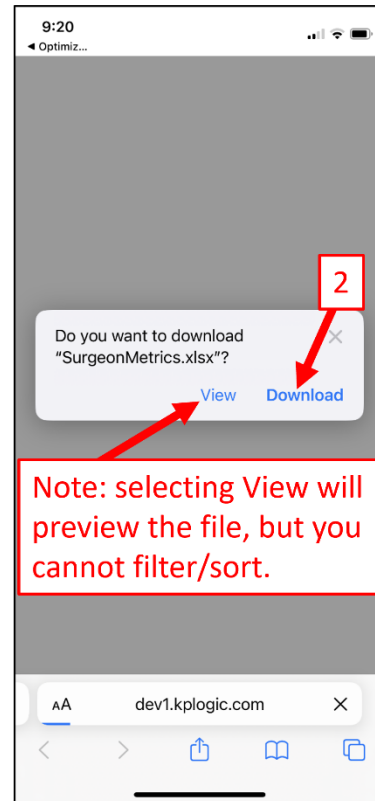 9:20
◀ Optimiz...
2
Do you want to download
“SurgeonMetrics.xlsx”?
View Download
Note: selecting View will
preview the file, but you
cannot filter/sort.
AA dev1.kplogic.com